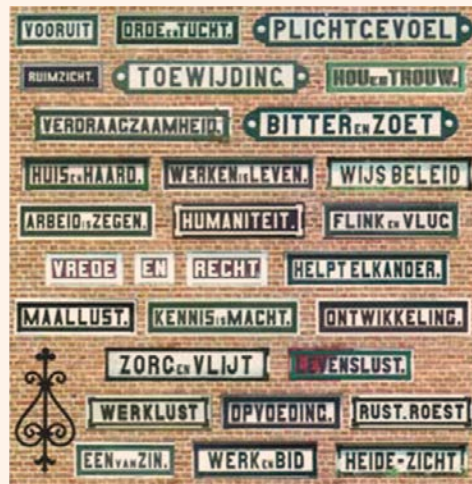 VOORUIT ORDE EN TUCHT. PLICHTGEVOEL
RUIMZICHT. TOEWIJDING HOU EN TROUW.
VERDRAAGZAAMHEID. BITTER EN ZOET
HUIS EN HAARD. WERKEN IS LEVEN. WIJS BELEID
ARBEID IS ZEGEN. HUMANITEIT. FLINK EN VLUG
VREDE EN RECHT. HELPT ELKANDER.
MAALLUST. KENNIS IS MACHT. ONTWIKKELING.
ZORG EN VLIJT LEVENSLUST.
WERKLUST OPVOEDING. RUST. ROEST
EEN VAN ZIN. WERK EN BID HEIDE-ZICHT